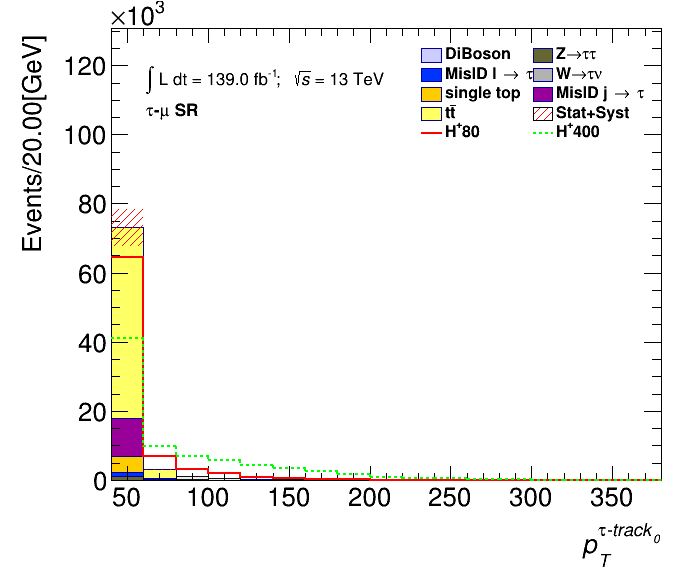 ×10³
Events/20.00[GeV]
120
100
80
60
40
20
0
50 100 150 200 250 300 350
p_T^{τ-track_0}
∫ L dt = 139.0 fb⁻¹; √s = 13 TeV
τ-μ SR
DiBoson
MisID l → τ
single top
tt̄
H⁺80
Z→ττ
W→τν
MisID j → τ
Stat+Syst
H⁺400